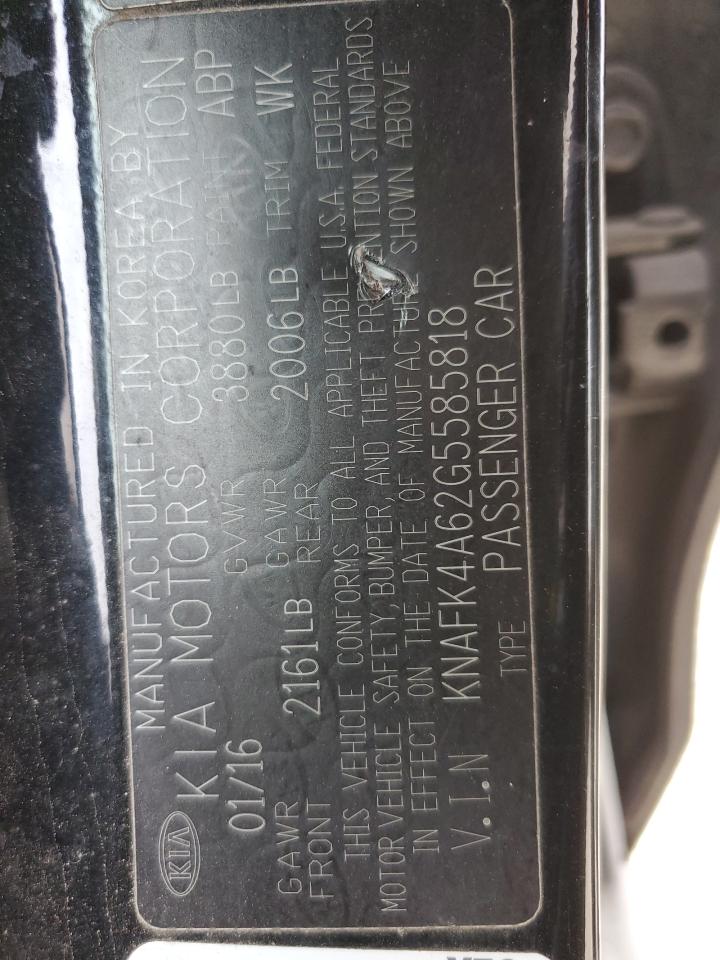 KIA
MANUFACTURED IN KOREA BY
KIA MOTORS CORPORATION
01/16 GVWR 3880LB PAINT ABP
GAWR FRONT 2161LB GAWR REAR 2006LB TRIM WK
THIS VEHICLE CONFORMS TO ALL APPLICABLE U.S.A. FEDERAL
MOTOR VEHICLE SAFETY, BUMPER, AND THEFT STANDARDS
IN EFFECT ON THE DATE OF SHOWN ABOVE
V.I.N KNAFK4A62G5585818
TYPE PASSENGER CAR